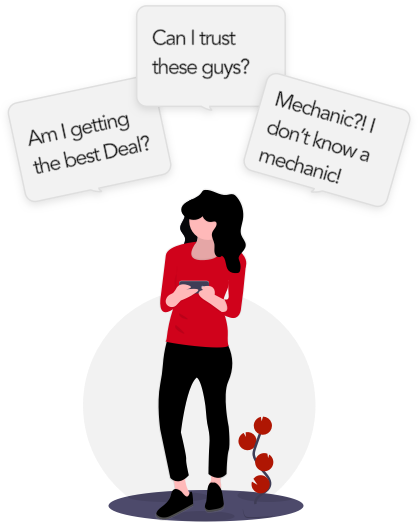 Can I trust
these guys?
Am I getting
the best Deal?
Mechanic?! I
don't know a
mechanic!